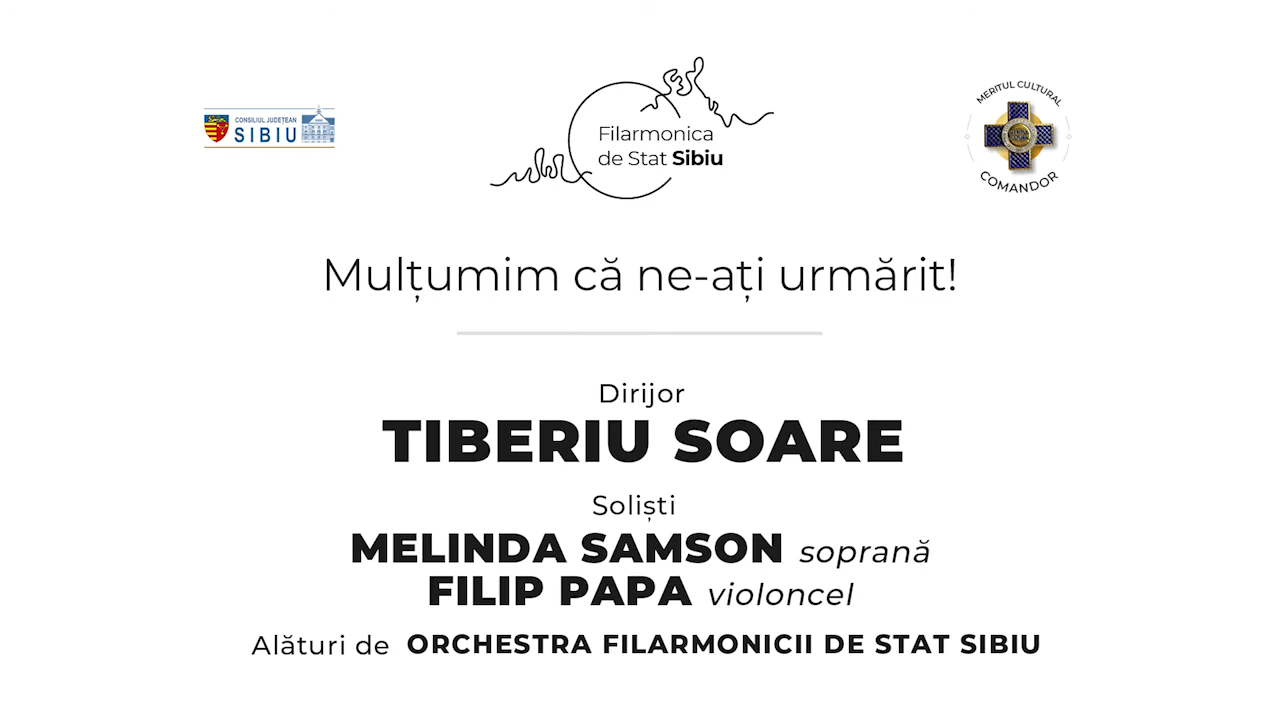 CONSILIUL JUDEȚEAN
SIBIU
Filarmonica
de Stat Sibiu
MERITUL CULTURAL
COMANDOR
Mulțumim că ne-ați urmărit!
Dirijor
TIBERIU SOARE
Soliști
MELINDA SAMSON soprană
FILIP PAPA violoncel
Alături de ORCHESTRA FILARMONICII DE STAT SIBIU